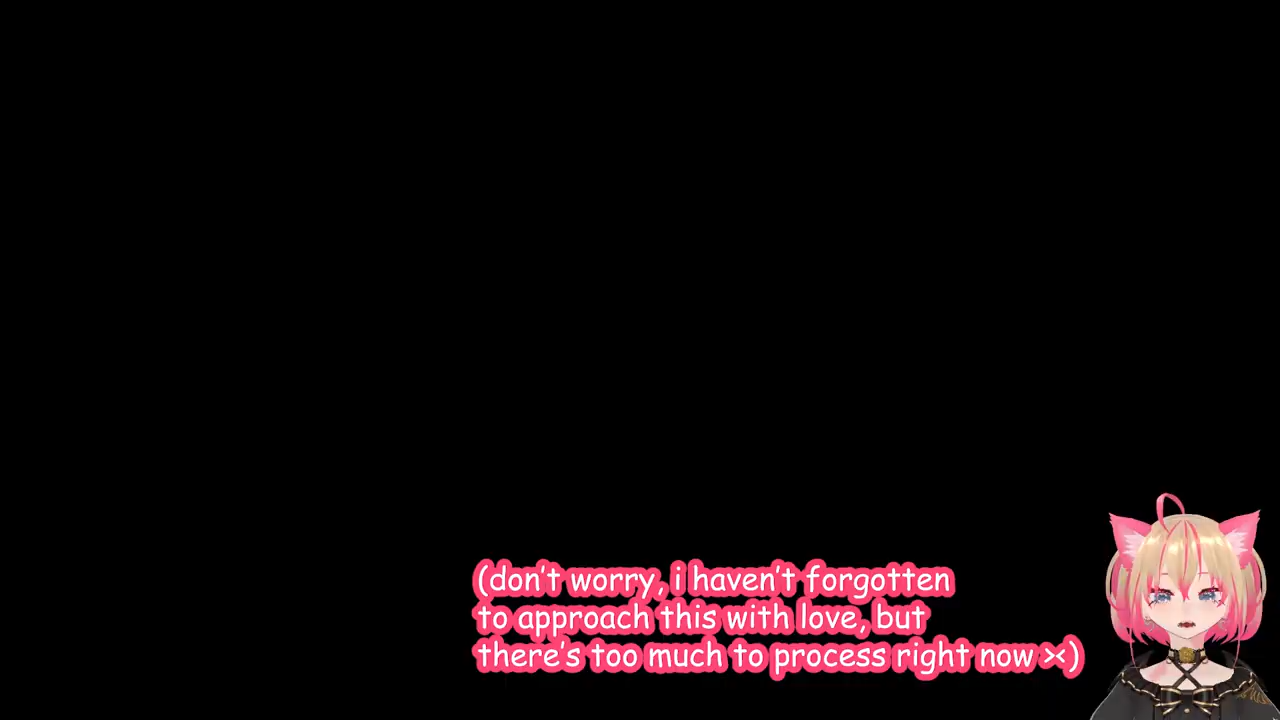 (don't worry, i haven't forgotten
to approach this with love, but
there's too much to process right now ><)